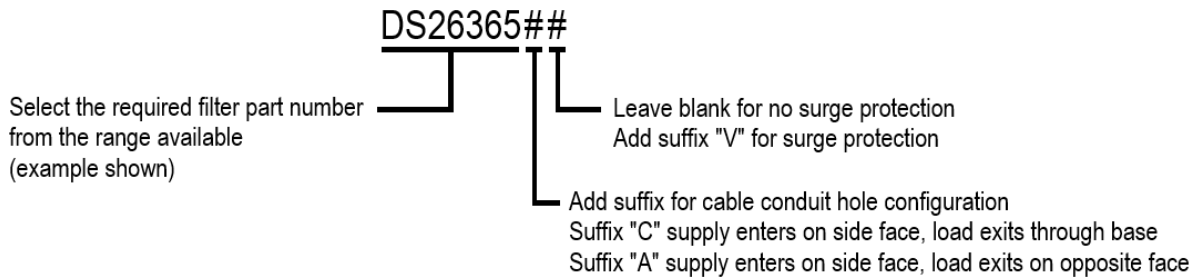 DS26365##
Select the required filter part number
from the range available
(example shown)
Leave blank for no surge protection
Add suffix "V" for surge protection
Add suffix for cable conduit hole configuration
Suffix "C" supply enters on side face, load exits through base
Suffix "A" supply enters on side face, load exits on opposite face